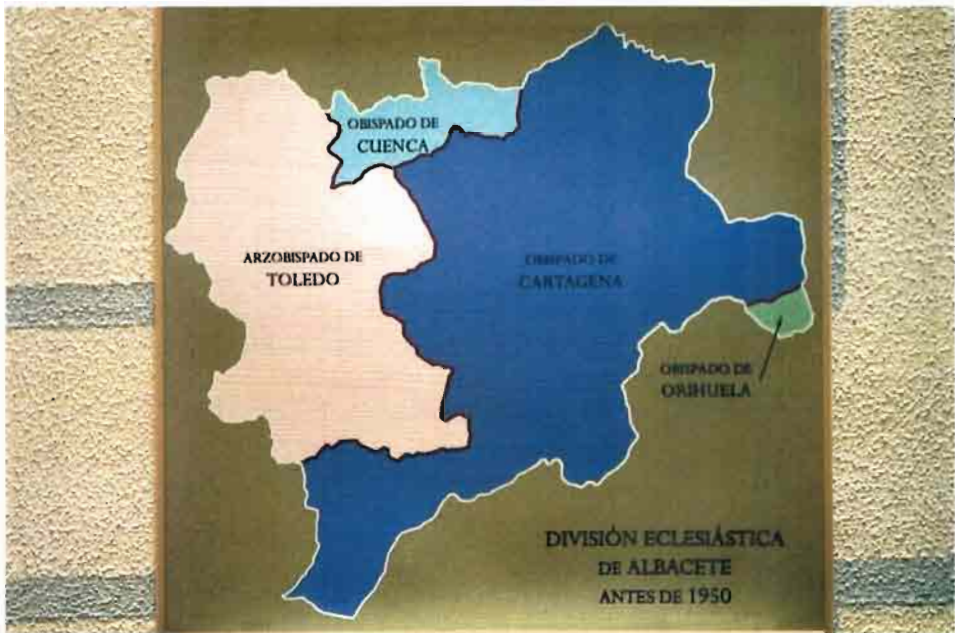 OBISPADO DE
CUENCA
ARZOBISPADO DE
TOLEDO
OBISPADO DE
CARTAGENA
OBISPADO DE
ORIHUELA
DIVISIÓN ECLESIÁSTICA
DE ALBACETE
ANTES DE 1950